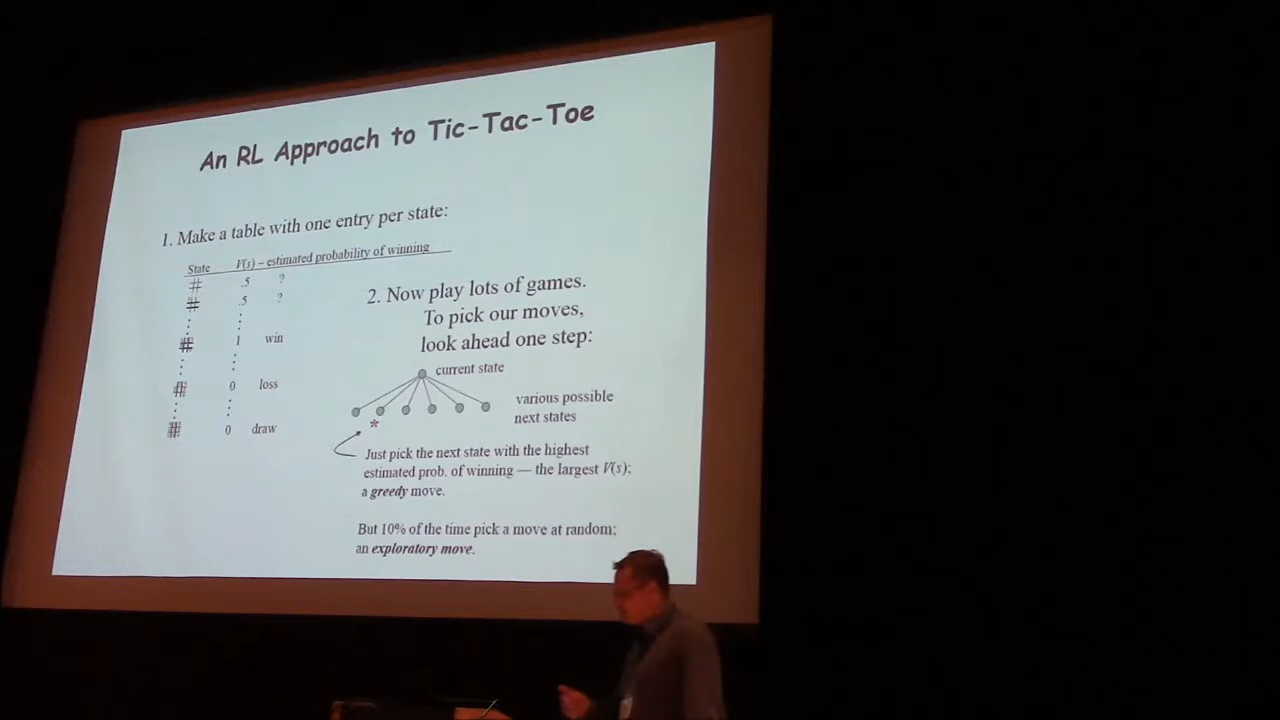 An RL Approach to Tic-Tac-Toe
1. Make a table with one entry per state:
State V(s) – estimated probability of winning
.5 ?
.5 ?
1 win
0 loss
0 draw
2. Now play lots of games.
To pick our moves,
look ahead one step:
current state
various possible
next states
*
Just pick the next state with the highest
estimated prob. of winning — the largest V(s);
a greedy move.
But 10% of the time pick a move at random;
an exploratory move.